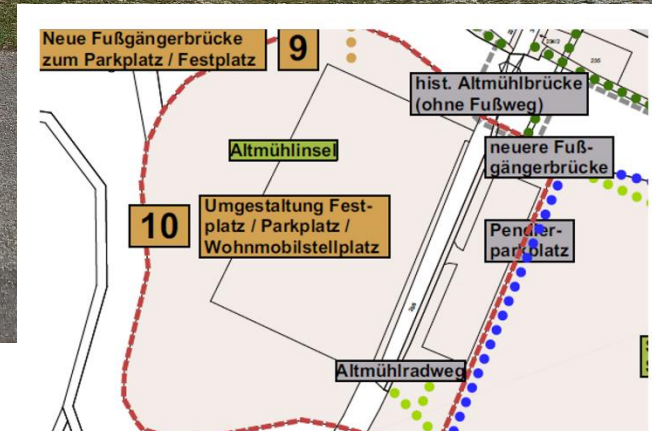 Neue Fußgängerbrücke
zum Parkplatz / Festplatz
9
hist. Altmühlbrücke
(ohne Fußweg)
Altmühlinsel
neuere Fuß-
gängerbrücke
10
Umgestaltung Fest-
platz / Parkplatz /
Wohnmobilstellplatz
Pendler-
parkplatz
Altmühlradweg